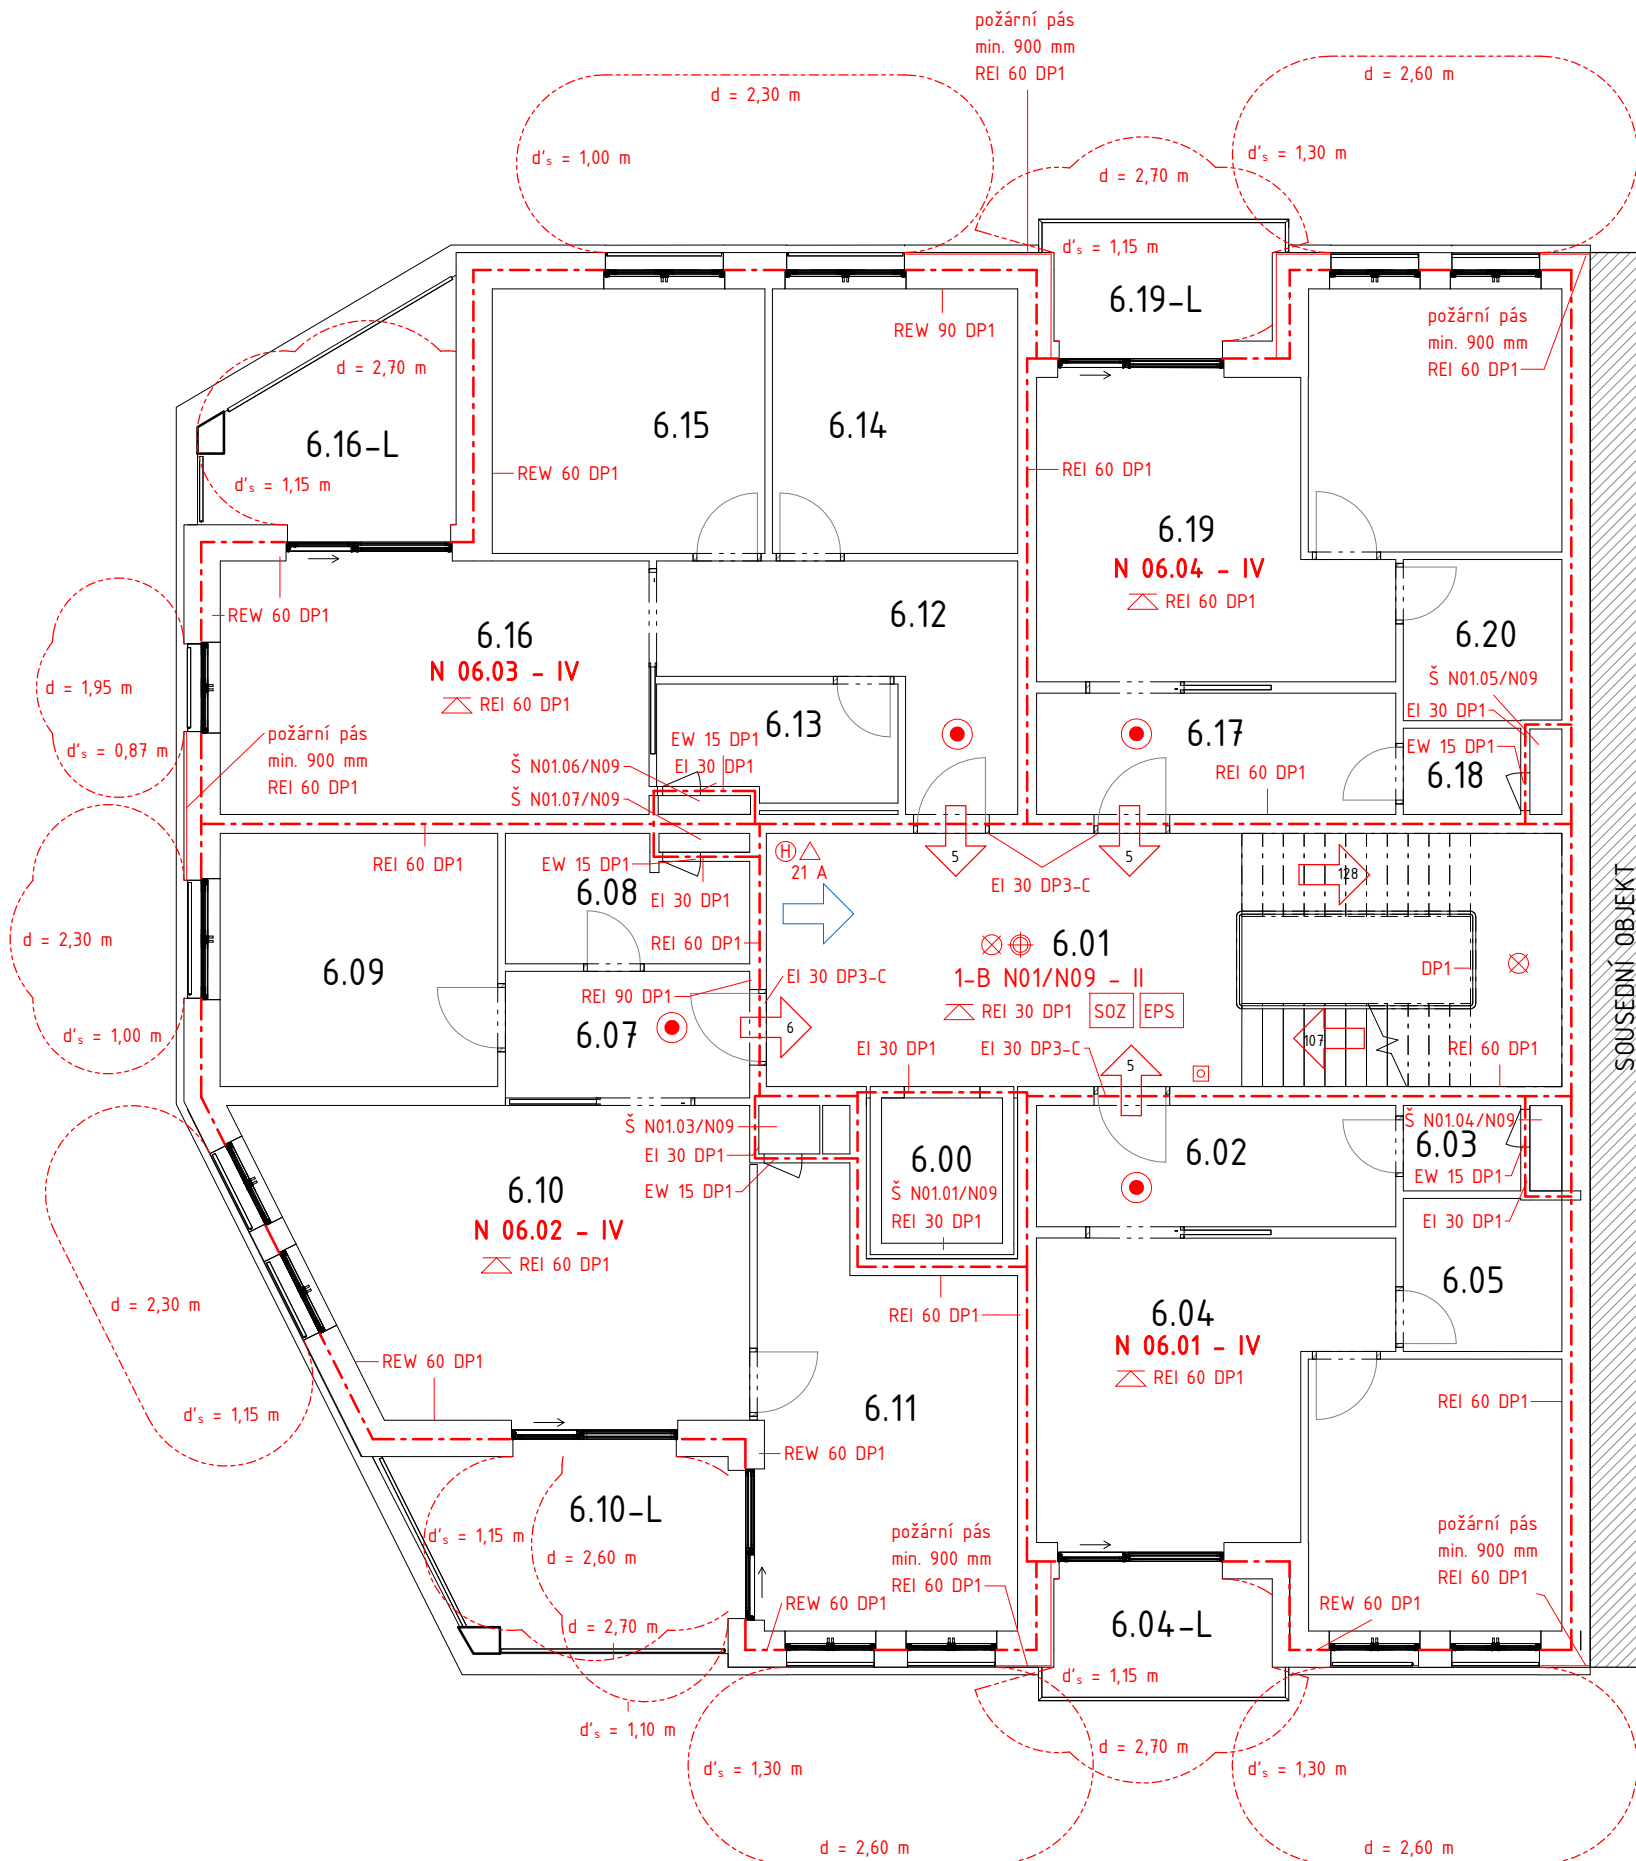 požární pás
min. 900 mm
REI 60 DP1
d = 2,30 m
d's = 1,00 m
d = 2,60 m
d's = 1,30 m
d = 2,70 m
d's = 1,15 m
6.19-L
REW 90 DP1
požární pás
min. 900 mm
REI 60 DP1
d = 2,70 m
6.16-L
d's = 1,15 m
6.15
6.14
REW 60 DP1
REI 60 DP1
6.19
N 06.04 - IV
REI 60 DP1
REW 60 DP1
6.16
N 06.03 - IV
REI 60 DP1
6.12
6.20
Š N01.05/N09
EI 30 DP1
EW 15 DP1
6.18
6.17
REI 60 DP1
d = 1,95 m
d's = 0,87 m
požární pás
min. 900 mm
REI 60 DP1
6.13
EW 15 DP1
EI 30 DP1
Š N01.06/N09
Š N01.07/N09
REI 60 DP1
EW 15 DP1
6.08
EI 30 DP1
REI 60 DP1
H
21 A
5
5
EI 30 DP3-C
128
SOUSEDNÍ OBJEKT
d = 2,30 m
d's = 1,00 m
6.09
6.01
1-B N01/N09 - II
REI 30 DP1
SOZ
EPS
DP1
EI 30 DP3-C
REI 90 DP1
6.07
6
EI 30 DP1
EI 30 DP3-C
5
107
REI 60 DP1
Š N01.03/N09
EI 30 DP1
EW 15 DP1
6.00
Š N01.01/N09
REI 30 DP1
6.02
Š N01.04/N09
6.03
EW 15 DP1
EI 30 DP1
6.10
N 06.02 - IV
REI 60 DP1
d = 2,30 m
d's = 1,15 m
REW 60 DP1
REI 60 DP1
6.05
6.04
N 06.01 - IV
REI 60 DP1
REI 60 DP1
6.11
REW 60 DP1
6.10-L
d's = 1,15 m
d = 2,60 m
d = 2,70 m
d's = 1,10 m
požární pás
min. 900 mm
REI 60 DP1
REW 60 DP1
6.04-L
d's = 1,15 m
požární pás
min. 900 mm
REI 60 DP1
REW 60 DP1
d = 2,70 m
d's = 1,30 m
d = 2,60 m
d's = 1,30 m
d = 2,60 m